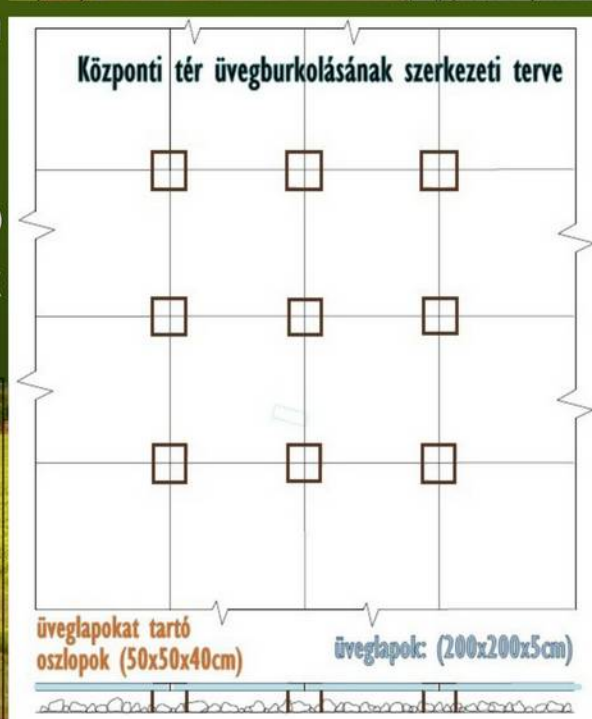 Központi tér üvegburkolásának szerkezeti terve
üveglapokat tartó
oszlopok (50x50x40cm)
üveglapok: (200x200x5cm)